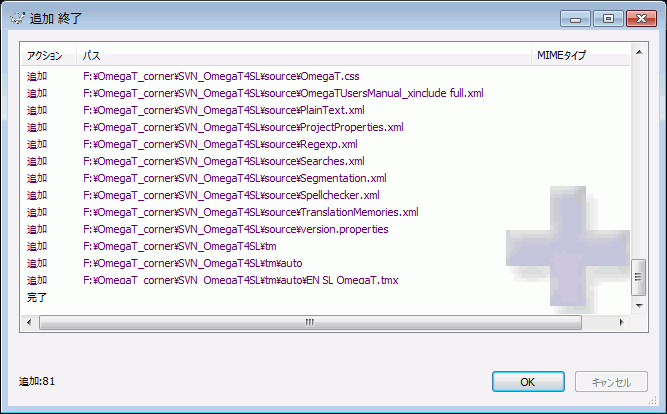 追加 終了
アクション パス MIMEタイプ
追加 F:¥OmegaT_corner¥SVN_OmegaT4SL¥source¥OmegaT.css
追加 F:¥OmegaT_corner¥SVN_OmegaT4SL¥source¥OmegaTUsersManual_xinclude full.xml
追加 F:¥OmegaT_corner¥SVN_OmegaT4SL¥source¥PlainText.xml
追加 F:¥OmegaT_corner¥SVN_OmegaT4SL¥source¥ProjectProperties.xml
追加 F:¥OmegaT_corner¥SVN_OmegaT4SL¥source¥Regexp.xml
追加 F:¥OmegaT_corner¥SVN_OmegaT4SL¥source¥Searches.xml
追加 F:¥OmegaT_corner¥SVN_OmegaT4SL¥source¥Segmentation.xml
追加 F:¥OmegaT_corner¥SVN_OmegaT4SL¥source¥Spellchecker.xml
追加 F:¥OmegaT_corner¥SVN_OmegaT4SL¥source¥TranslationMemories.xml
追加 F:¥OmegaT_corner¥SVN_OmegaT4SL¥source¥version.properties
追加 F:¥OmegaT_corner¥SVN_OmegaT4SL¥tm
追加 F:¥OmegaT_corner¥SVN_OmegaT4SL¥tm¥auto
追加 F:¥OmegaT_corner¥SVN_OmegaT4SL¥tm¥auto¥EN_SL_OmegaT.tmx
完了
追加:81 OK キャンセル